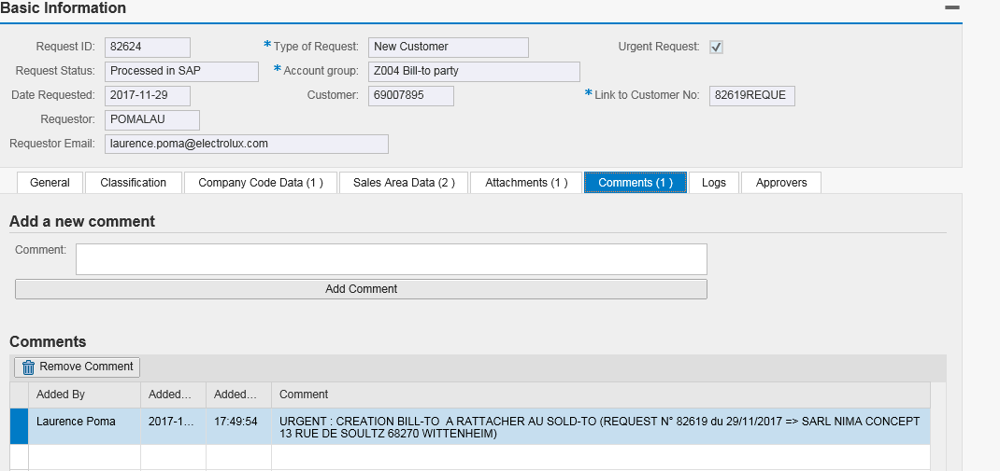 Basic Information
Request ID: 82624 * Type of Request: New Customer Urgent Request:
Request Status: Processed in SAP * Account group: Z004 Bill-to party
Date Requested: 2017-11-29 Customer: 69007895 * Link to Customer No: 82619REQUE
Requestor: POMALAU
Requestor Email: laurence.poma@electrolux.com
General Classification Company Code Data (1 ) Sales Area Data (2 ) Attachments (1 ) Comments (1 ) Logs Approvers
Add a new comment
Comment:
Add Comment
Comments
Remove Comment
Added By Added... Added... Comment
Laurence Poma 2017-1... 17:49:54 URGENT : CREATION BILL-TO A RATTACHER AU SOLD-TO (REQUEST N° 82619 du 29/11/2017 => SARL NIMA CONCEPT
13 RUE DE SOULTZ 68270 WITTENHEIM)